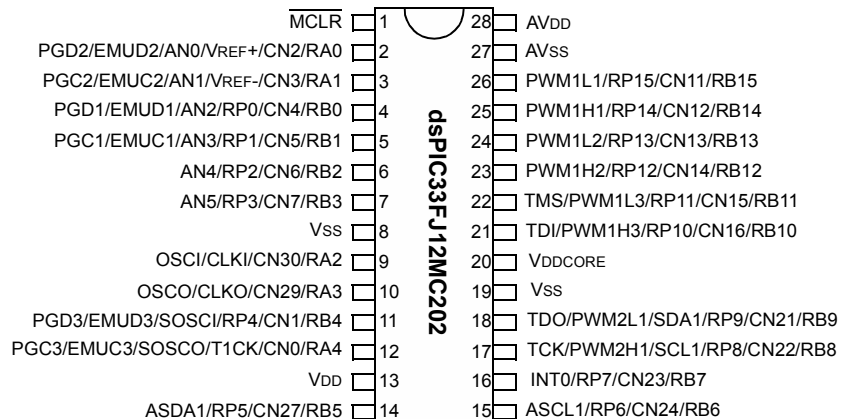 MCLR 1 28 AVDD
PGD2/EMUD2/AN0/VREF+/CN2/RA0 2 27 AVSS
PGC2/EMUC2/AN1/VREF-/CN3/RA1 3 26 PWM1L1/RP15/CN11/RB15
PGD1/EMUD1/AN2/RP0/CN4/RB0 4 25 PWM1H1/RP14/CN12/RB14
PGC1/EMUC1/AN3/RP1/CN5/RB1 5 24 PWM1L2/RP13/CN13/RB13
AN4/RP2/CN6/RB2 6 23 PWM1H2/RP12/CN14/RB12
AN5/RP3/CN7/RB3 7 22 TMS/PWM1L3/RP11/CN15/RB11
VSS 8 21 TDI/PWM1H3/RP10/CN16/RB10
OSCI/CLKI/CN30/RA2 9 20 VDDCORE
OSCO/CLKO/CN29/RA3 10 19 VSS
PGD3/EMUD3/SOSCI/RP4/CN1/RB4 11 18 TDO/PWM2L1/SDA1/RP9/CN21/RB9
PGC3/EMUC3/SOSCO/T1CK/CN0/RA4 12 17 TCK/PWM2H1/SCL1/RP8/CN22/RB8
VDD 13 16 INT0/RP7/CN23/RB7
ASDA1/RP5/CN27/RB5 14 15 ASCL1/RP6/CN24/RB6
dsPIC33FJ12MC202